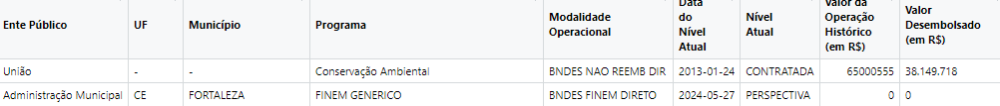 Ente Público UF Município Programa Modalidade Operacional Data do Nível Atual Nível Atual Valor da Operação Histórico (em R$) Valor Desembolsado (em R$)
União - - Conservação Ambiental BNDES NAO REEMB DIR 2013-01-24 CONTRATADA 65000555 38.149.718
Administração Municipal CE FORTALEZA FINEM GENERICO BNDES FINEM DIRETO 2024-05-27 PERSPECTIVA 0 0